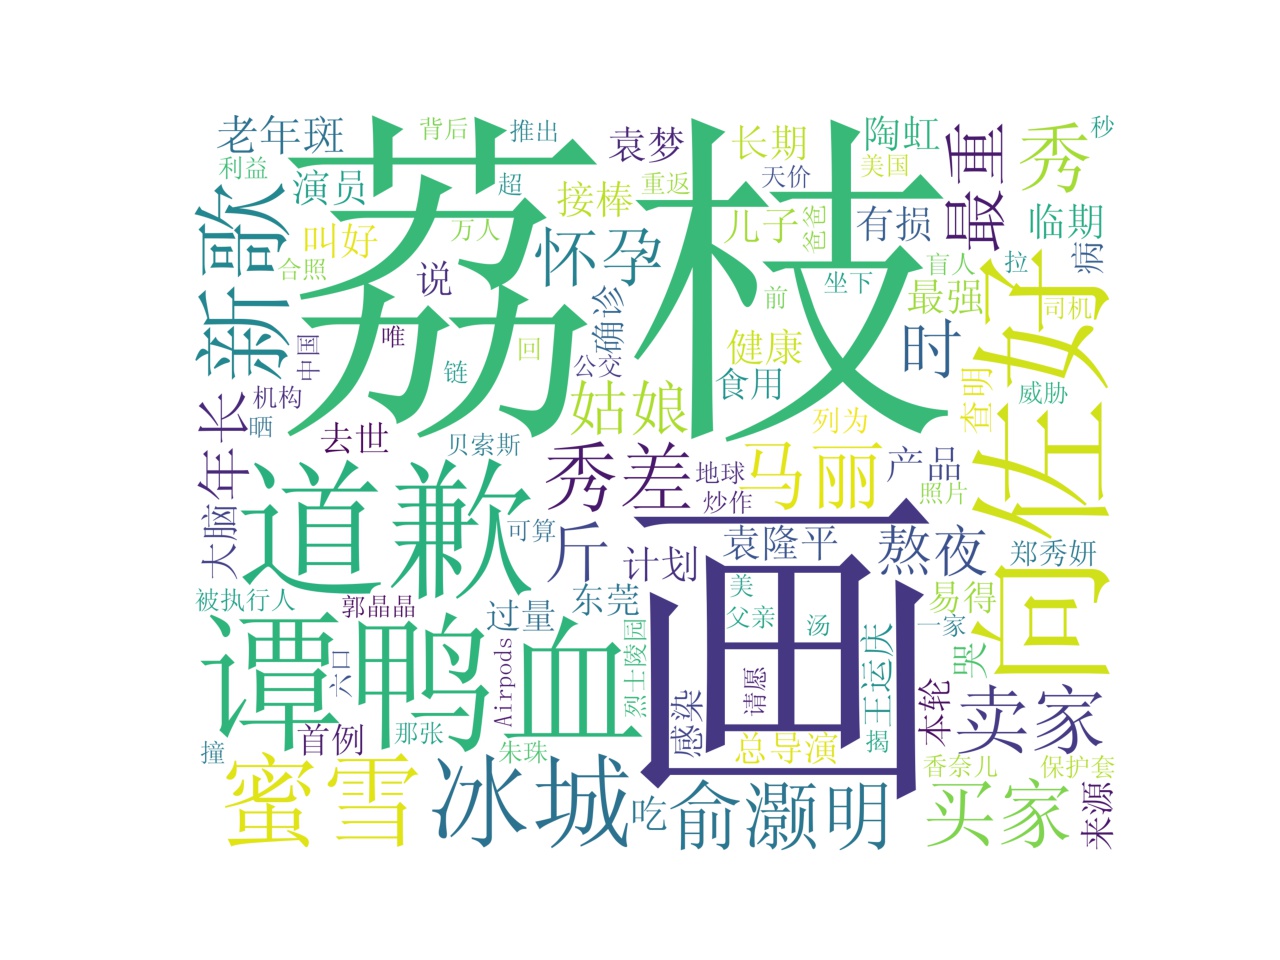 荔枝
画
道歉
谭鸭血
向佐
好
新歌
蜜雪
冰城
俞灏明
卖家
买家
秀
秀差
最重
怀孕
马丽
姑娘
熬夜
时
斤
老年斑
背后
推出
袁梦
长期
陶虹
秒
利益
演员
超
接棒
重返
天价
美国
叫好
万人
儿子
爸爸
有损
临期
合照
说
确诊
前
坐下
盲人
拉
病
最强
司机
中国
唯
链
回
公交
健康
食用
查明
威胁
机构
晒
去世
贝索斯
列为
大脑
年长
地球
炒作
产品
照片
可算
计划
袁隆平
郑秀妍
被执行人
郭晶晶
过量
东莞
美
父亲
汤
易得
一家
哭
六口
Airpods
烈士陵园
请愿
王运庆
感染
本轮
撞
首例
那张
朱珠
总导演
揭
香奈儿
保护套
吃
来源